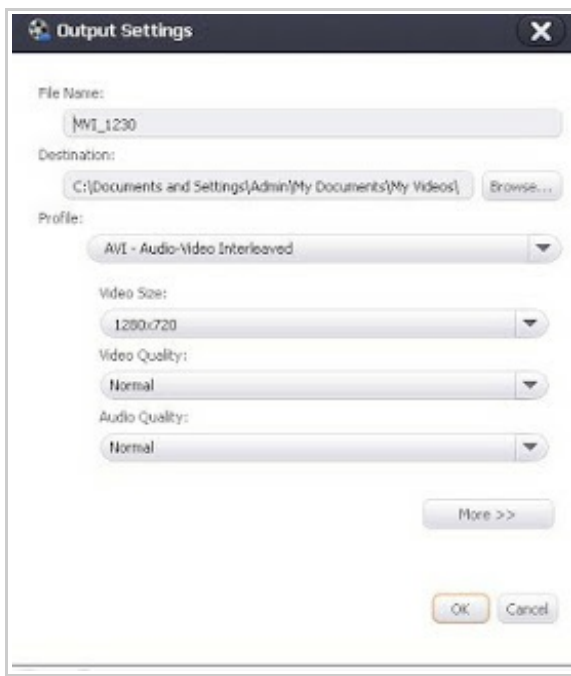 Output Settings
File Name:
MVI_1230
Destination:
C:\Documents and Settings\Admin\My Documents\My Videos\ Browse...
Profile:
AVI - Audio-Video Interleaved
Video Size:
1280x720
Video Quality:
Normal
Audio Quality:
Normal
More >>
OK Cancel